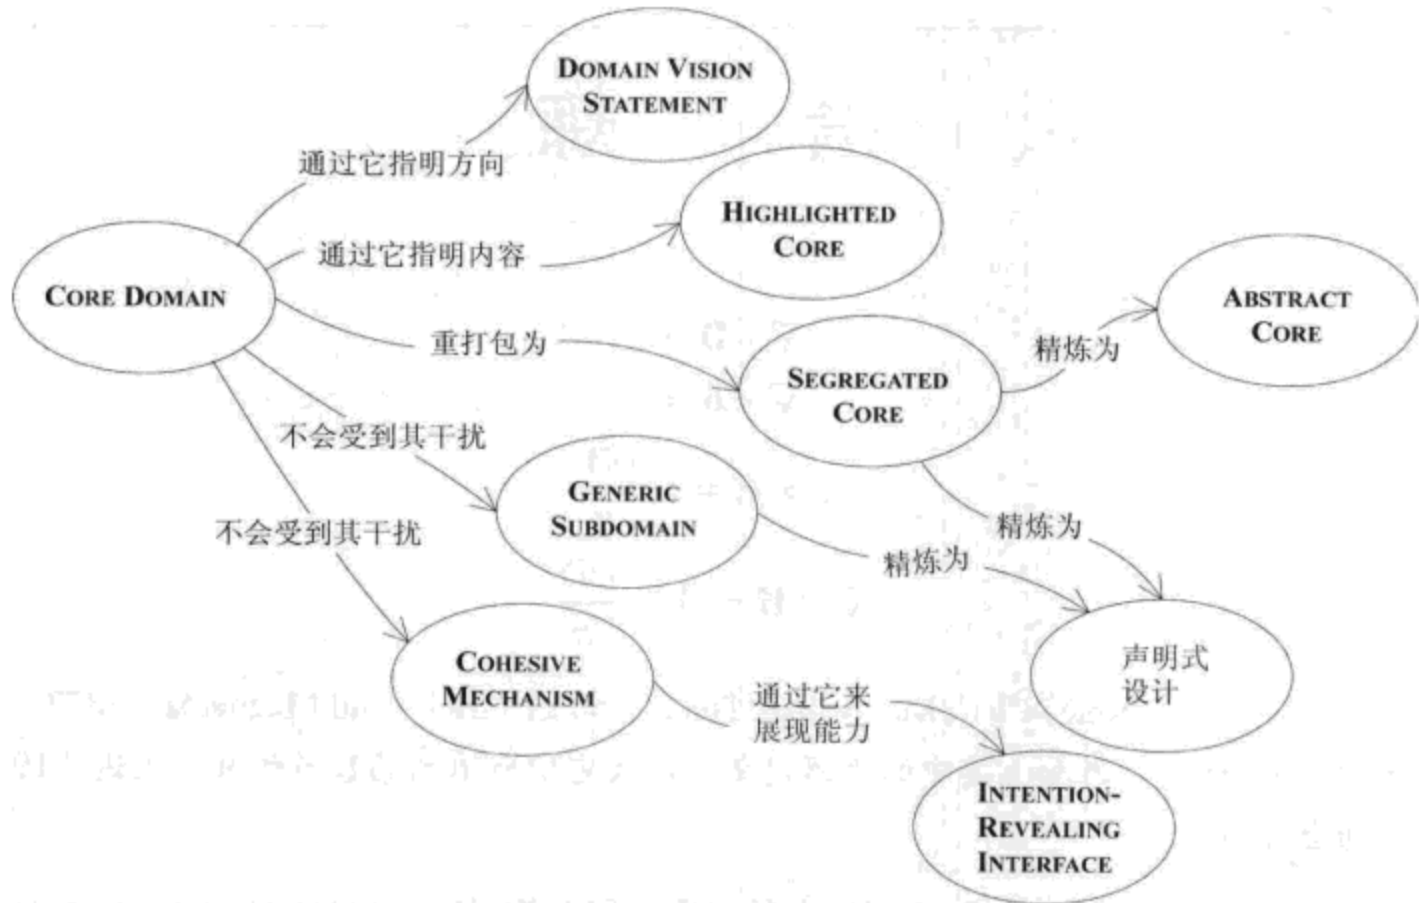 DOMAIN VISION
STATEMENT
通过它指明方向
HIGHLIGHTED
CORE
通过它指明内容
CORE DOMAIN
ABSTRACT
CORE
重打包为
精炼为
SEGREGATED
CORE
不会受到其干扰
GENERIC
SUBDOMAIN
不会受到其干扰
精炼为
精炼为
COHESIVE
MECHANISM
声明式
设计
通过它来
展现能力
INTENTION-
REVEALING
INTERFACE